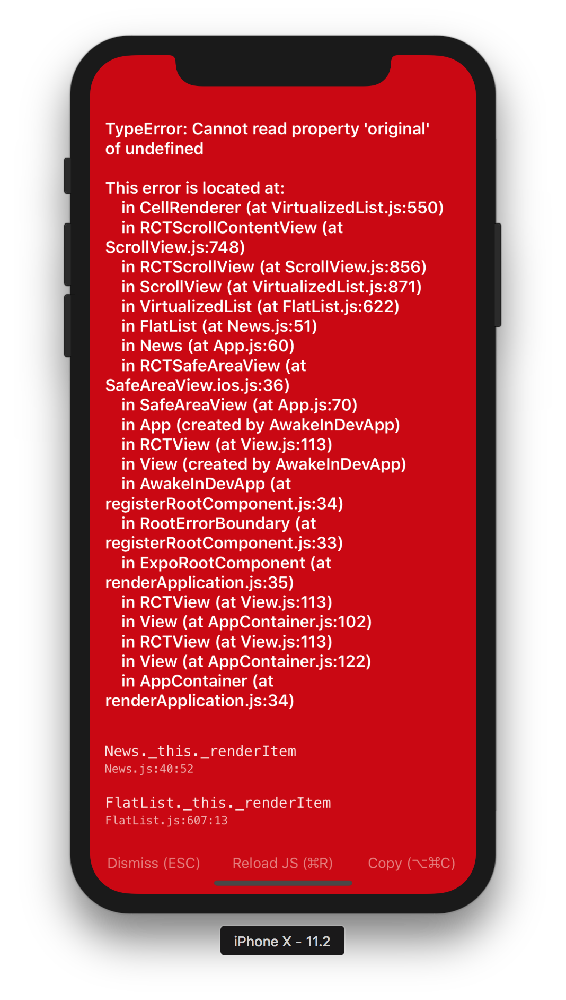 TypeError: Cannot read property 'original'
of undefined
This error is located at:
in CellRenderer (at VirtualizedList.js:550)
in RCTScrollContentView (at
ScrollView.js:748)
in RCTScrollView (at ScrollView.js:856)
in ScrollView (at VirtualizedList.js:871)
in VirtualizedList (at FlatList.js:622)
in FlatList (at News.js:51)
in News (at App.js:60)
in RCTSafeAreaView (at
SafeAreaView.ios.js:36)
in SafeAreaView (at App.js:70)
in App (created by AwakeInDevApp)
in RCTView (at View.js:113)
in View (created by AwakeInDevApp)
in AwakeInDevApp (at
registerRootComponent.js:34)
in RootErrorBoundary (at
registerRootComponent.js:33)
in ExpoRootComponent (at
renderApplication.js:35)
in RCTView (at View.js:113)
in View (at AppContainer.js:102)
in RCTView (at View.js:113)
in View (at AppContainer.js:122)
in AppContainer (at
renderApplication.js:34)
News._this._renderItem
News.js:40:52
FlatList._this._renderItem
FlatList.js:607:13
Dismiss (ESC) Reload JS (⌘R) Copy (⌥⌘C)
iPhone X - 11.2